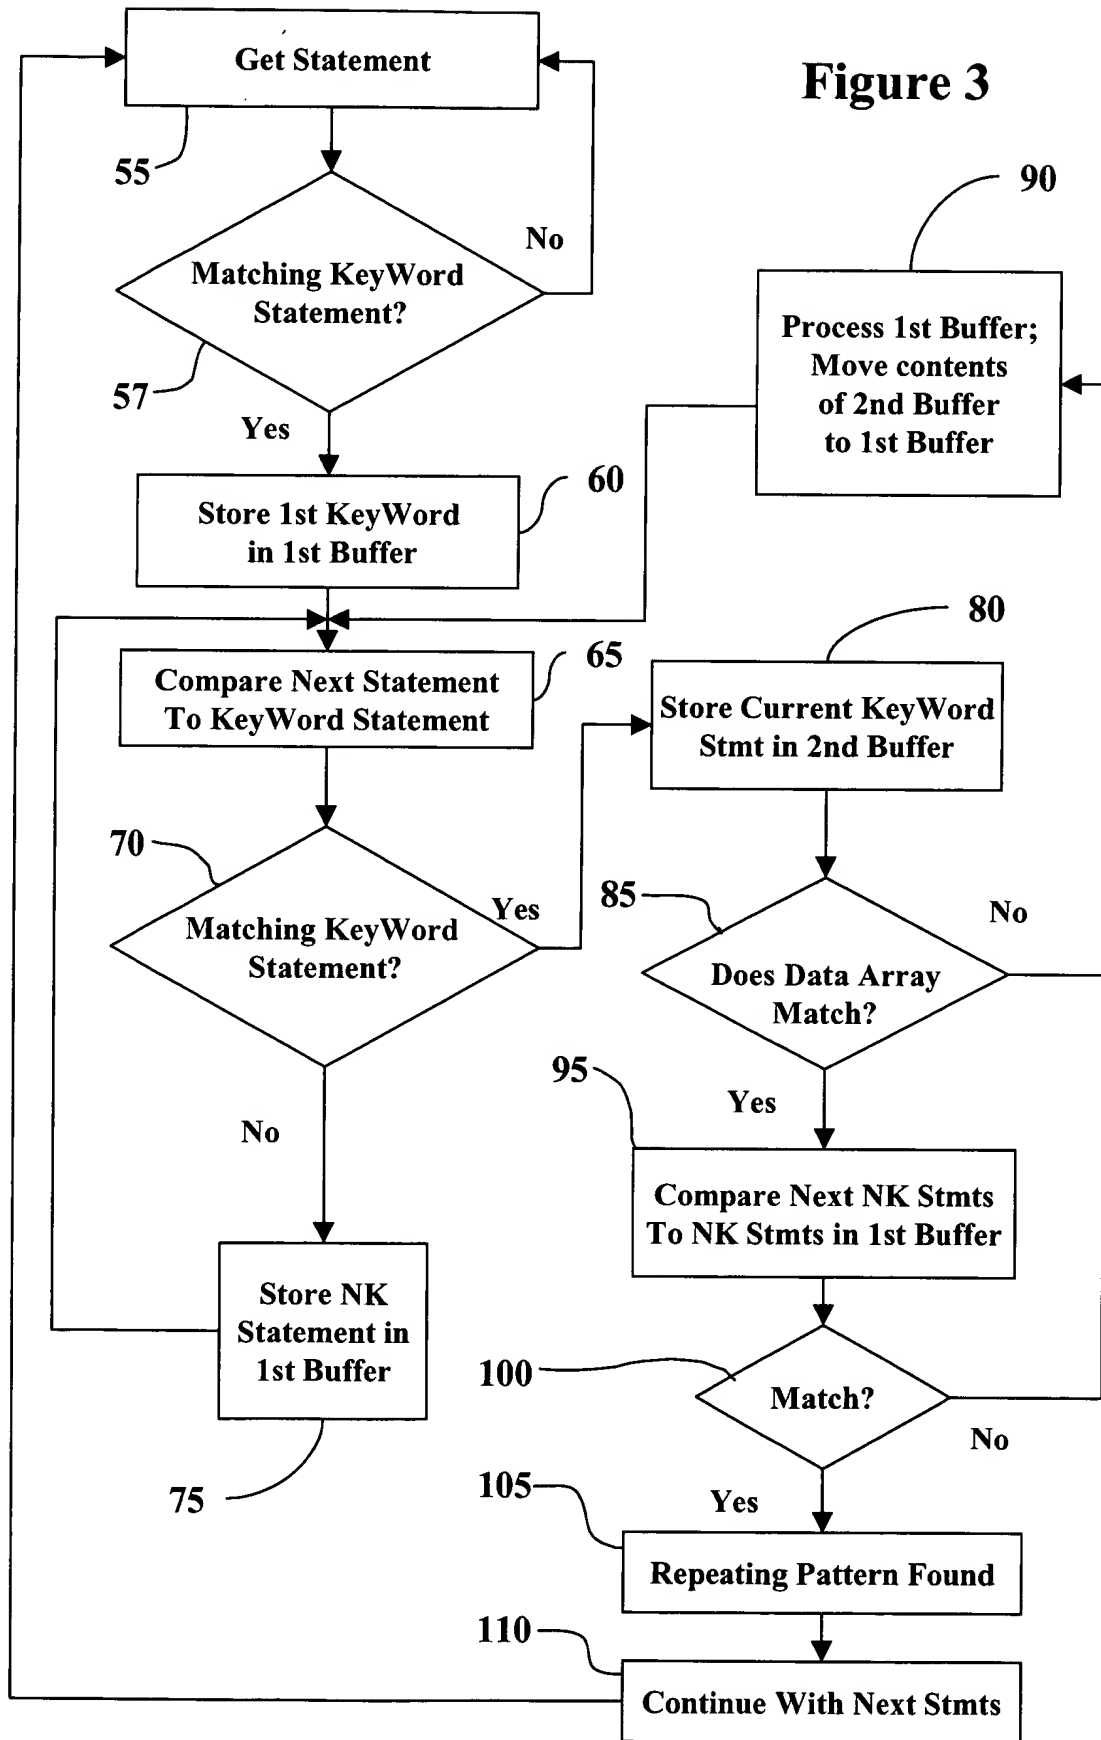 Get Statement
Figure 3
55
90
No
Matching KeyWord
Statement?
Process 1st Buffer;
Move contents
of 2nd Buffer
to 1st Buffer
57
Yes
60
Store 1st KeyWord
in 1st Buffer
80
65
Compare Next Statement
To KeyWord Statement
Store Current KeyWord
Stmt in 2nd Buffer
70
Yes
85
No
Matching KeyWord
Statement?
Does Data Array
Match?
95
Yes
No
Compare Next NK Stmts
To NK Stmts in 1st Buffer
Store NK
Statement in
1st Buffer
100
Match?
No
75
105
Yes
Repeating Pattern Found
110
Continue With Next Stmts